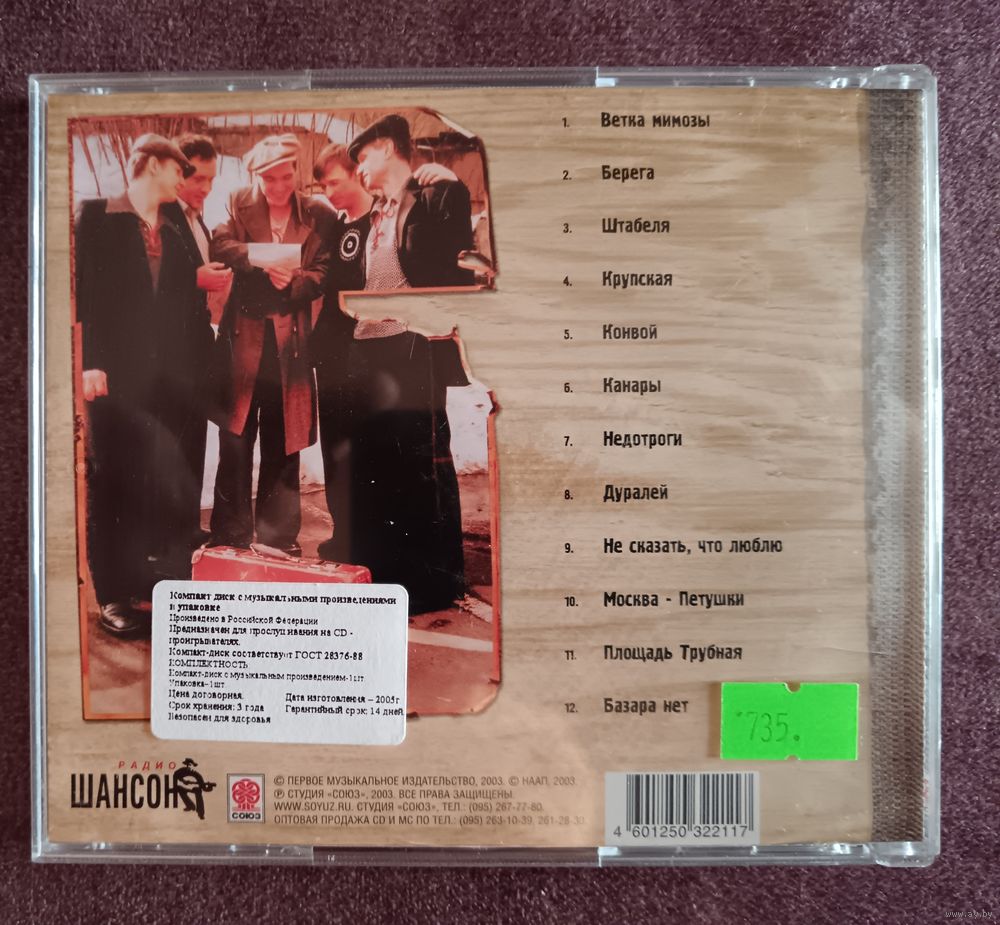 1. Ветка мимозы
2. Берега
3. Штабеля
4. Крупская
5. Конвой
6. Канары
7. Недотроги
8. Дуралей
9. Не сказать, что люблю
10. Москва - Петушки
11. Площадь Трубная
12. Базара нет
Компакт диск с музыкальными произведениями
в упаковке
Произведено в Российской Федерации
Предназначен для прослушивания на CD -
проигрывателях.
Компакт-диск соответствует ГОСТ 28376-88
КОМПЛЕКТНОСТЬ
Компакт-диск с музыкальным произведением-1шт
Упаковка-1шт
Цена договорная. Дата изготовления – 2003г
Срок хранения: 3 года Гарантийный срок: 14 дней
Безопасен для здоровья
735.
РАДИО
ШАНСОН
СОЮЗ
© ПЕРВОЕ МУЗЫКАЛЬНОЕ ИЗДАТЕЛЬСТВО, 2003. © НААП, 2003.
℗ СТУДИЯ «СОЮЗ», 2003. ВСЕ ПРАВА ЗАЩИЩЕНЫ.
WWW.SOYUZ.RU. СТУДИЯ «СОЮЗ», ТЕЛ.: (095) 267-77-80.
ОПТОВАЯ ПРОДАЖА CD И МС ПО ТЕЛ.: (095) 263-10-39, 261-28-30.
4 601250 322117
www.ay.by